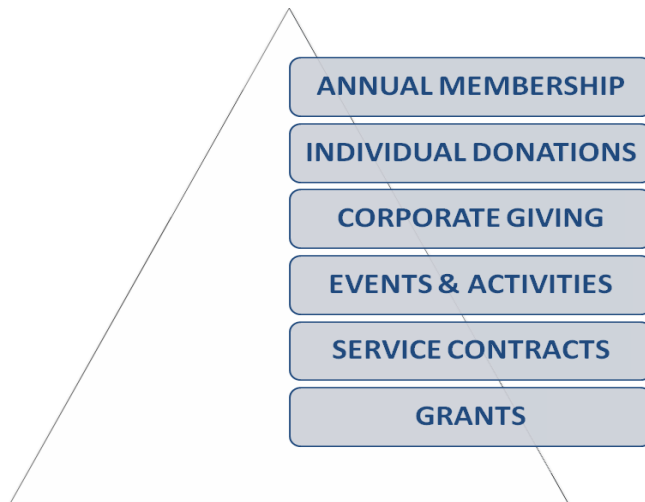 ANNUAL MEMBERSHIP
INDIVIDUAL DONATIONS
CORPORATE GIVING
EVENTS & ACTIVITIES
SERVICE CONTRACTS
GRANTS